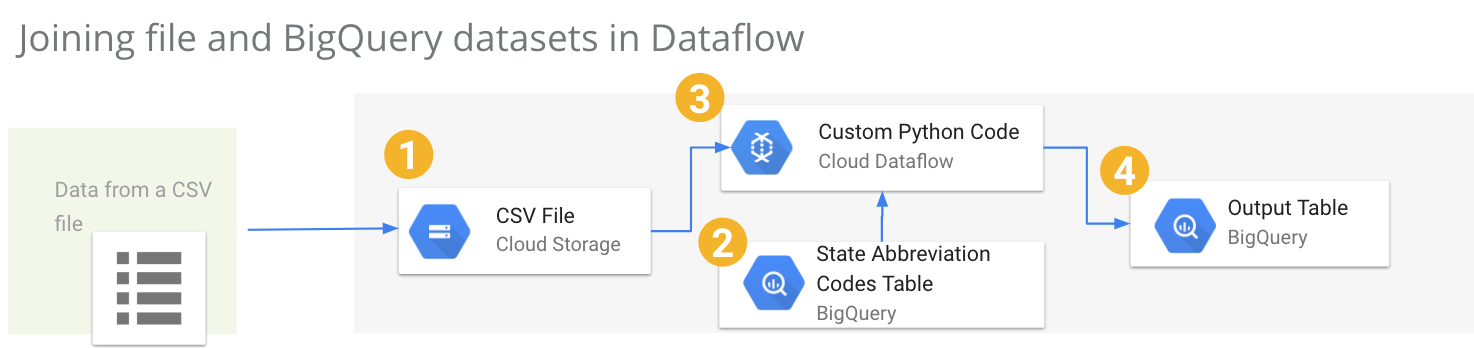 Joining file and BigQuery datasets in Dataflow
Data from a CSV
file
1
CSV File
Cloud Storage
2
State Abbreviation
Codes Table
BigQuery
3
Custom Python Code
Cloud Dataflow
4
Output Table
BigQuery